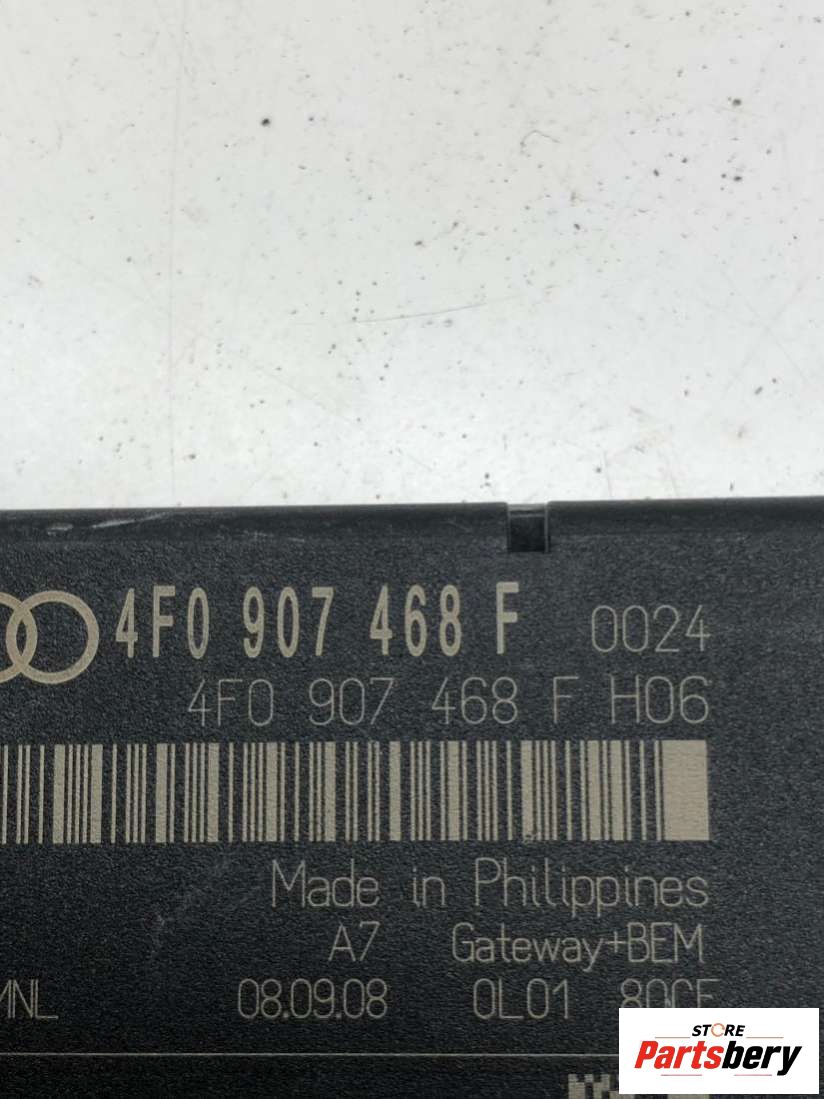 4F0 907 468 F 0024
4F0 907 468 F H06
Made in Philippines
A7 Gateway+BEM
08.09.08 0L01
STORE
Partsbery